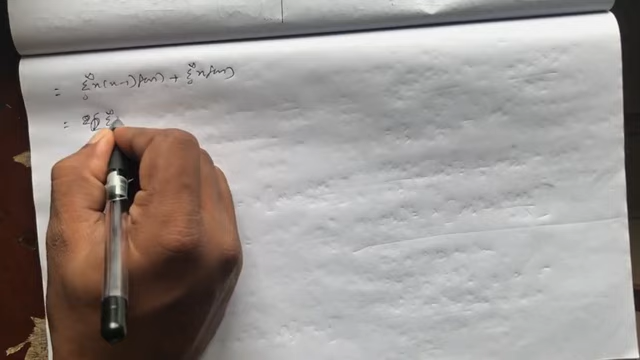 = ∞Σ0 x(x-1) f(x) + ∞Σ0 x f(x)
=